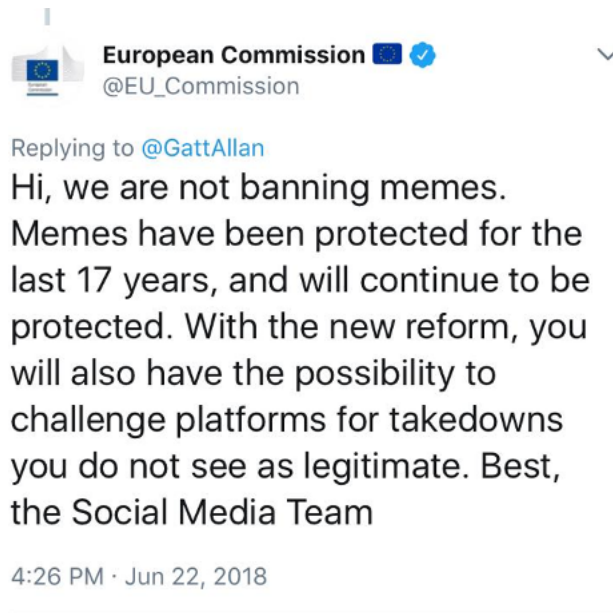 European Commission
@EU_Commission
Replying to @GattAllan
Hi, we are not banning memes.
Memes have been protected for the
last 17 years, and will continue to be
protected. With the new reform, you
will also have the possibility to
challenge platforms for takedowns
you do not see as legitimate. Best,
the Social Media Team
4:26 PM · Jun 22, 2018